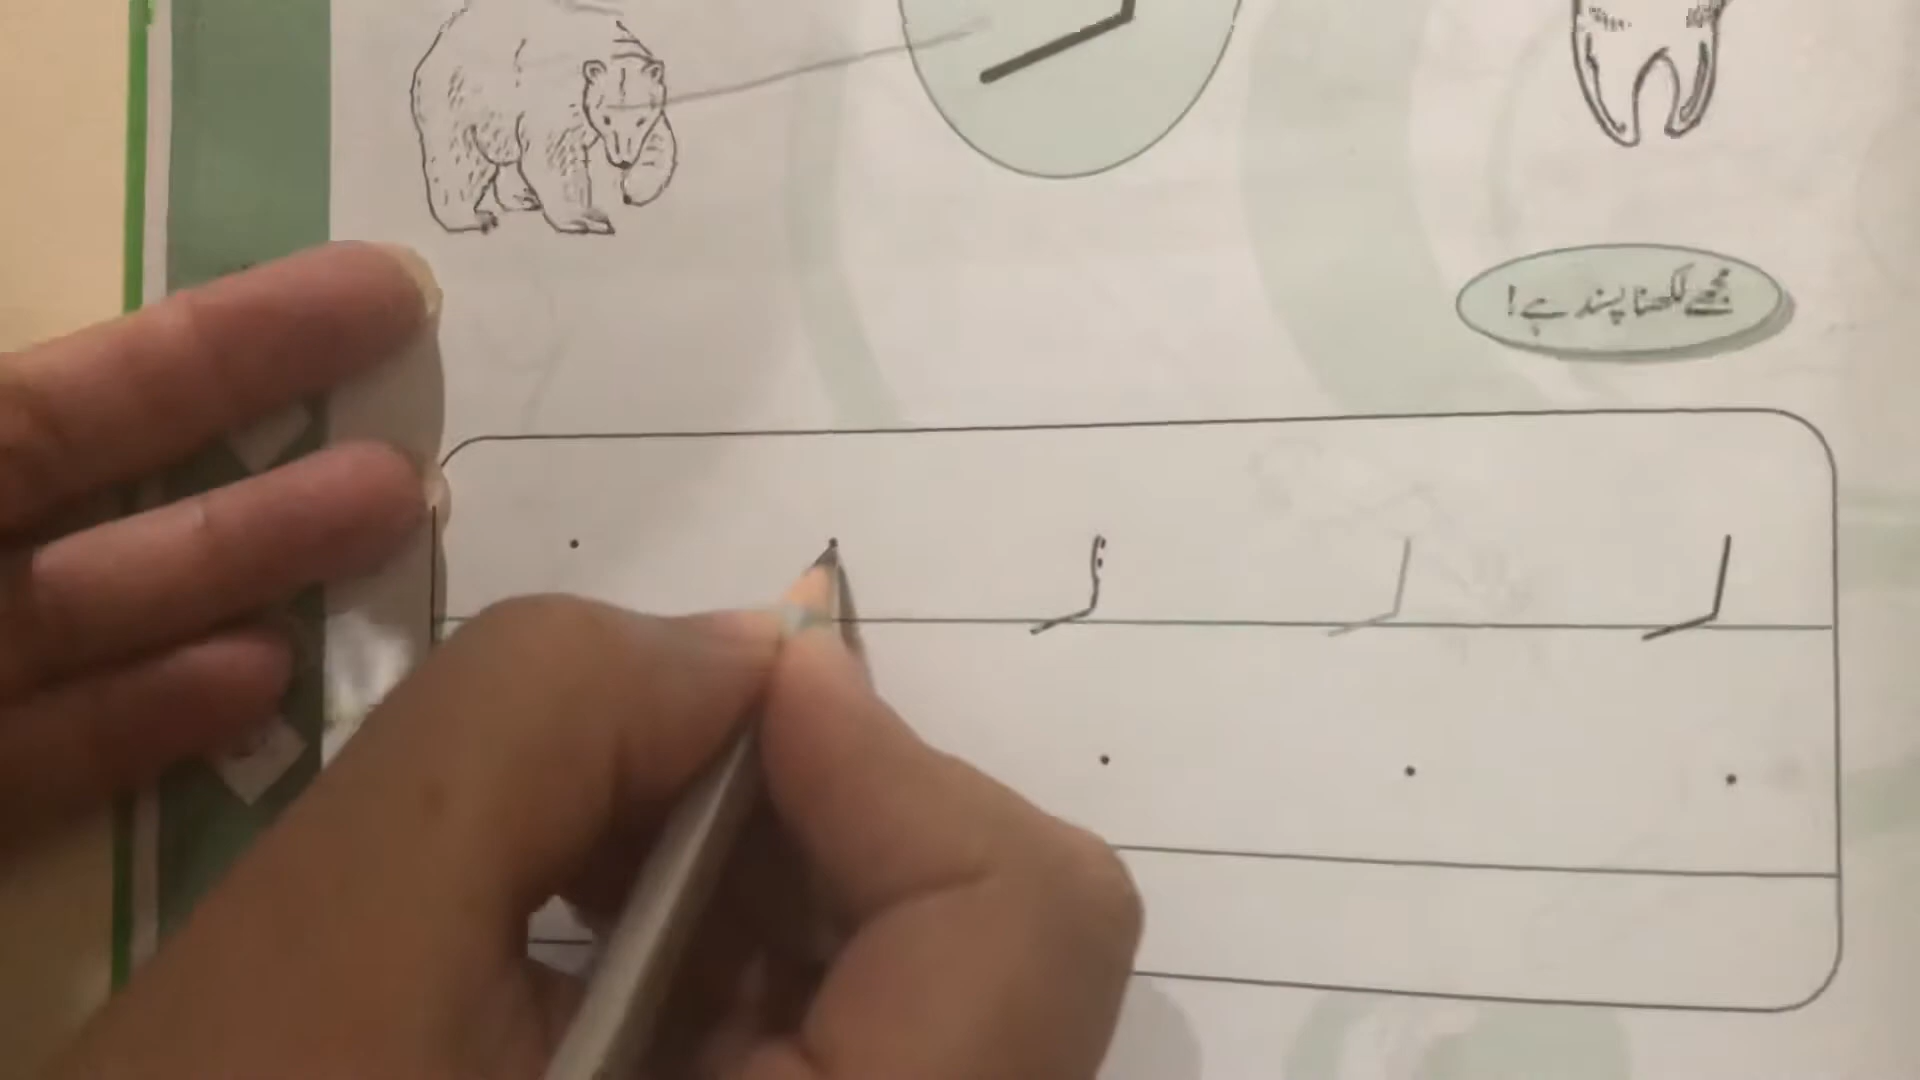 مجھے لکھنا پسند ہے!
ر ر ر